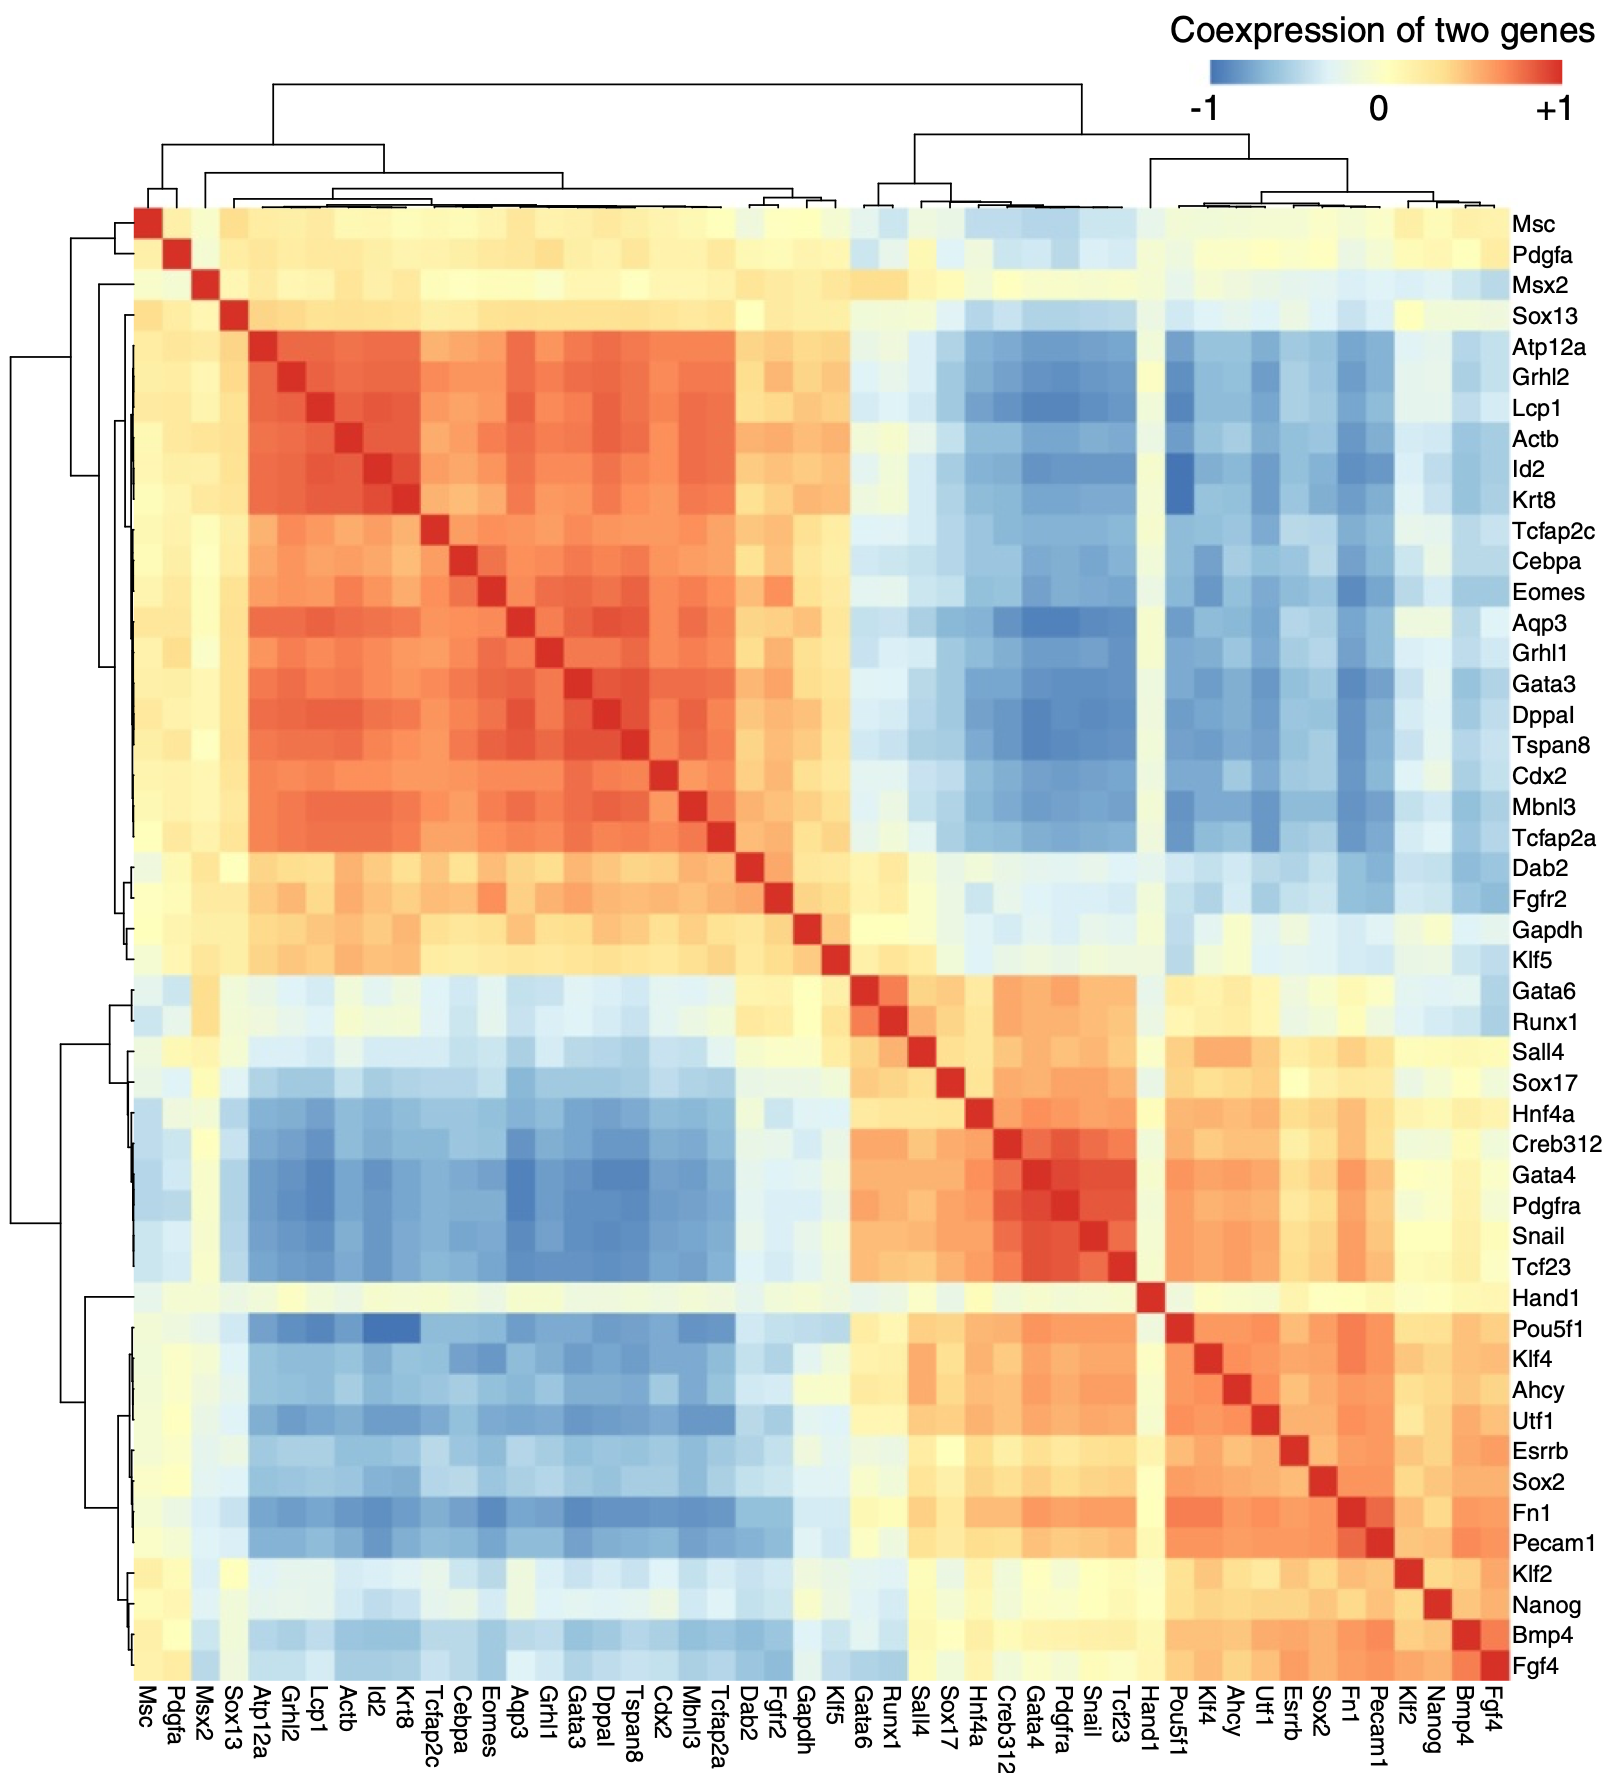 Coexpression of two genes
-1 0 +1
Msc
Pdgfa
Msx2
Sox13
Atp12a
Grhl2
Lcp1
Actb
Id2
Krt8
Tcfap2c
Cebpa
Eomes
Aqp3
Grhl1
Gata3
Dppal
Tspan8
Cdx2
Mbnl3
Tcfap2a
Dab2
Fgfr2
Gapdh
Klf5
Gata6
Runx1
Sall4
Sox17
Hnf4a
Creb312
Gata4
Pdgfra
Snail
Tcf23
Hand1
Pou5f1
Klf4
Ahcy
Utf1
Esrrb
Sox2
Fn1
Pecam1
Klf2
Nanog
Bmp4
Fgf4
Msc
Pdgfa
Msx2
Sox13
Atp12a
Grhl2
Lcp1
Actb
Id2
Krt8
Tcfap2c
Cebpa
Eomes
Aqp3
Grhl1
Gata3
Dppal
Tspan8
Cdx2
Mbnl3
Tcfap2a
Dab2
Fgfr2
Gapdh
Klf5
Gata6
Runx1
Sall4
Sox17
Hnf4a
Creb312
Gata4
Pdgfra
Snail
Tcf23
Hand1
Pou5f1
Klf4
Ahcy
Utf1
Esrrb
Sox2
Fn1
Pecam1
Klf2
Nanog
Bmp4
Fgf4